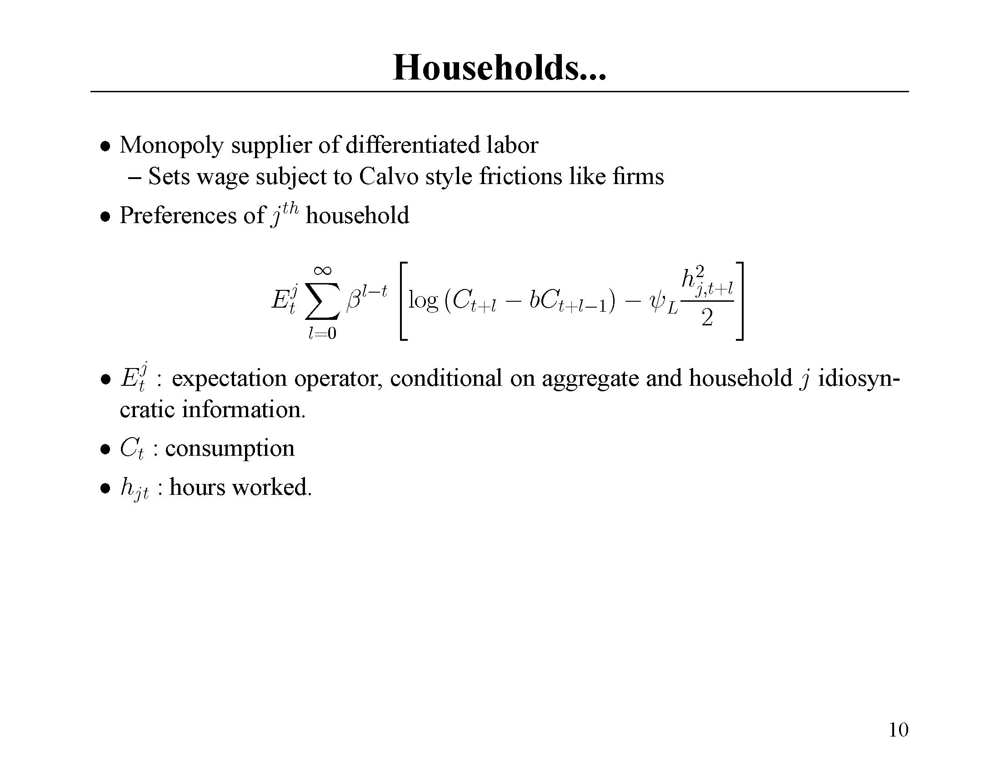 Households...
• Monopoly supplier of differentiated labor
– Sets wage subject to Calvo style frictions like firms
• Preferences of $j^{th}$ household
$E_t^j \sum_{l=0}^{\infty} \beta^{l-t} \left[ \log \left( C_{t+l} - bC_{t+l-1} \right) - \psi_L \frac{h_{j,t+l}^2}{2} \right]$
• $E_t^j$ : expectation operator, conditional on aggregate and household $j$ idiosyn-
cratic information.
• $C_t$ : consumption
• $h_{jt}$ : hours worked.
10